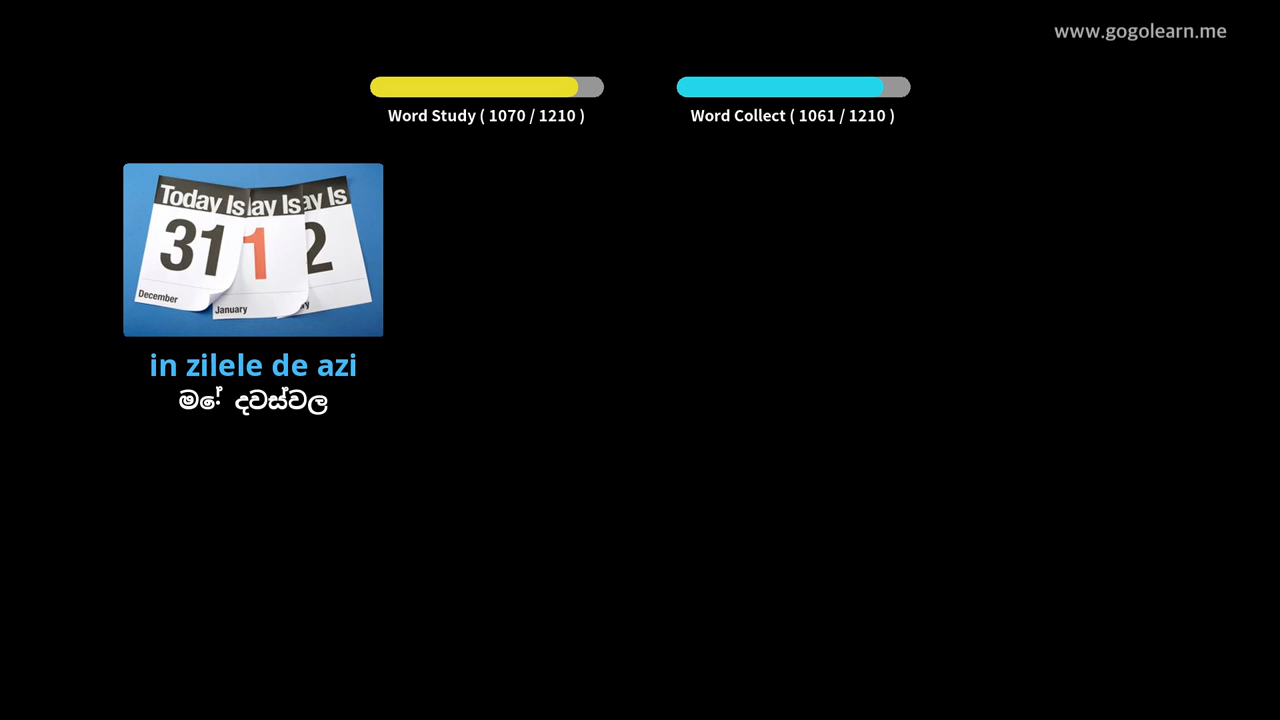 www.gogolearn.me
Word Study ( 1070 / 1210 )
Word Collect ( 1061 / 1210 )
Today Is ay Is ay Is
31 1 2
December
January
ry
in zilele de azi
මේ දවස්වල